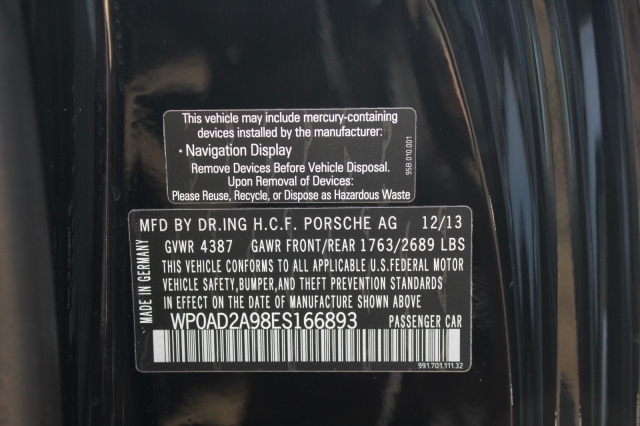 This vehicle may include mercury-containing
devices installed by the manufacturer:
• Navigation Display
Remove Devices Before Vehicle Disposal.
Upon Removal of Devices:
Please Reuse, Recycle, or Dispose as Hazardous Waste
95B.010.001
MFD BY DR.ING H.C.F. PORSCHE AG 12/13
GVWR 4387 GAWR FRONT/REAR 1763/2689 LBS
THIS VEHICLE CONFORMS TO ALL APPLICABLE U.S.FEDERAL MOTOR
VEHICLE SAFETY,BUMPER,AND THEFT PREVENTION STANDARDS
IN EFFECT ON THE DATE OF MANUFACTURE SHOWN ABOVE.
WP0AD2A98ES166893 PASSENGER CAR
991.701.111.32
MADE IN GERMANY